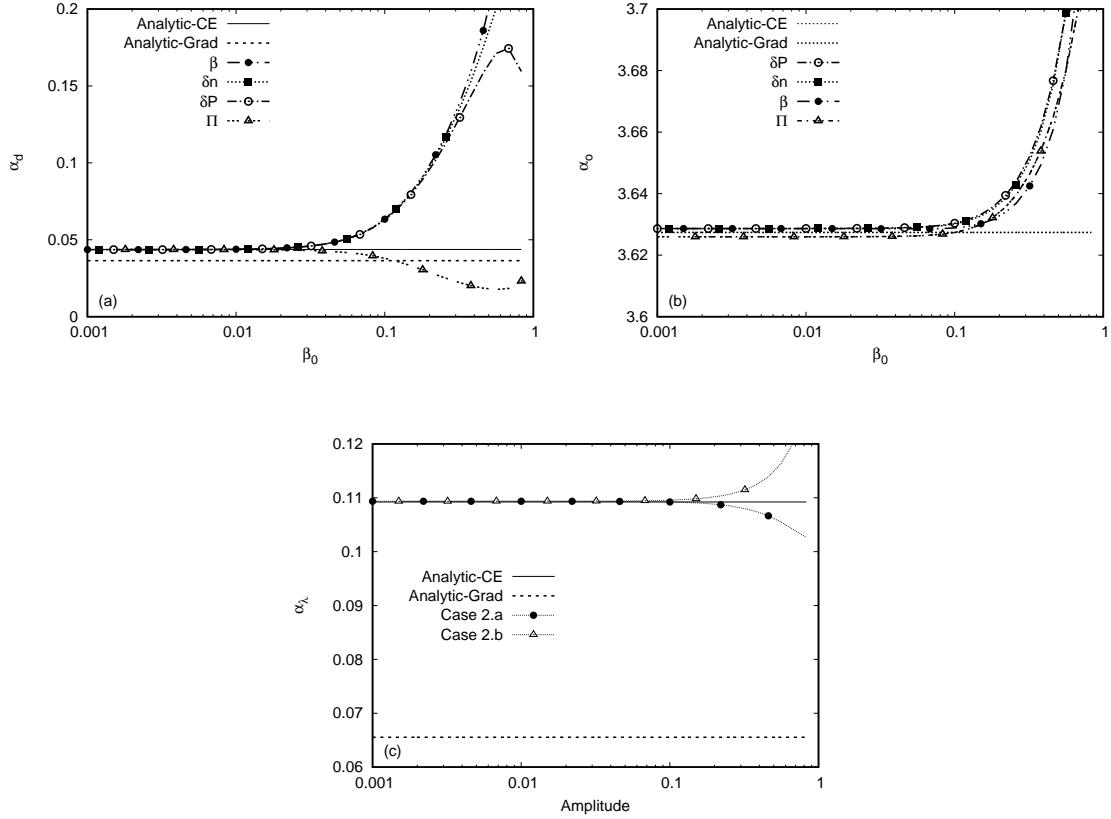 0.2
0.15
0.1
0.05
0
0.001
0.01
0.1
1
α_d
β_0
Analytic-CE
Analytic-Grad
β
δn
δP
Π
(a)
3.7
3.68
3.66
3.64
3.62
3.6
0.001
0.01
0.1
1
α_o
β_0
Analytic-CE
Analytic-Grad
δP
δn
β
Π
(b)
0.12
0.11
0.1
0.09
0.08
0.07
0.06
0.001
0.01
0.1
1
α_λ
Amplitude
Analytic-CE
Analytic-Grad
Case 2.a
Case 2.b
(c)